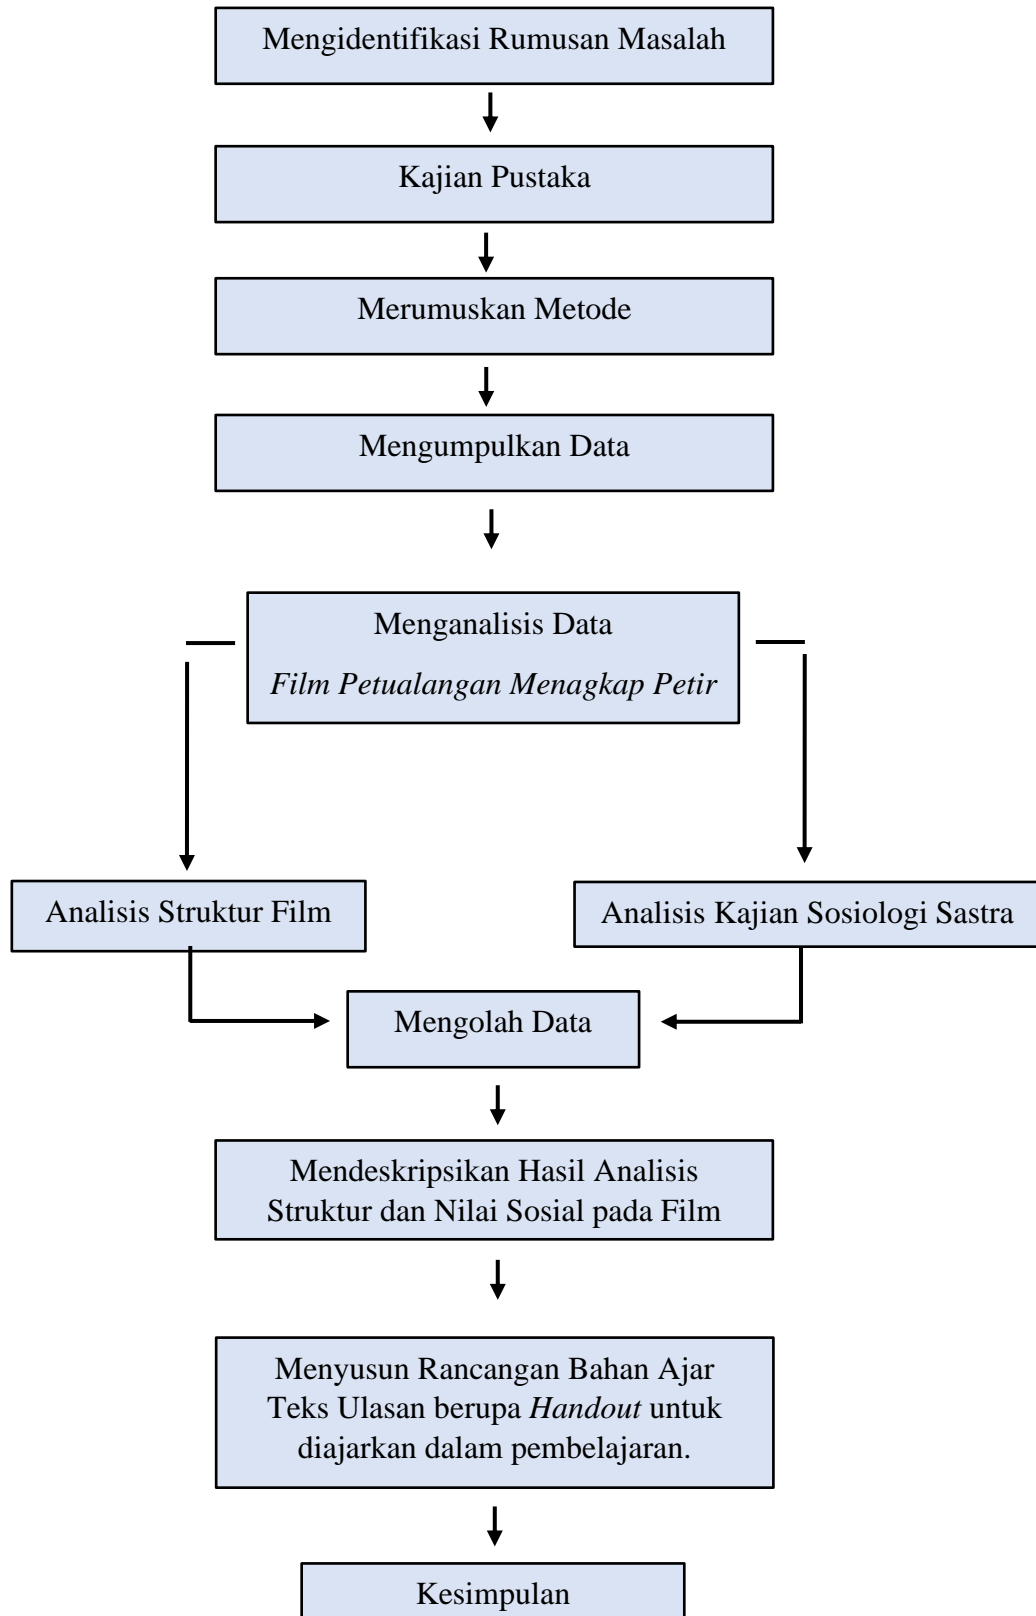 Mengidentifikasi Rumusan Masalah
Kajian Pustaka
Merumuskan Metode
Mengumpulkan Data
Menganalisis Data
Film Petualangan Menagkap Petir
Analisis Struktur Film
Analisis Kajian Sosiologi Sastra
Mengolah Data
Mendeskripsikan Hasil Analisis
Struktur dan Nilai Sosial pada Film
Menyusun Rancangan Bahan Ajar
Teks Ulasan berupa Handout untuk
diajarkan dalam pembelajaran.
Kesimpulan